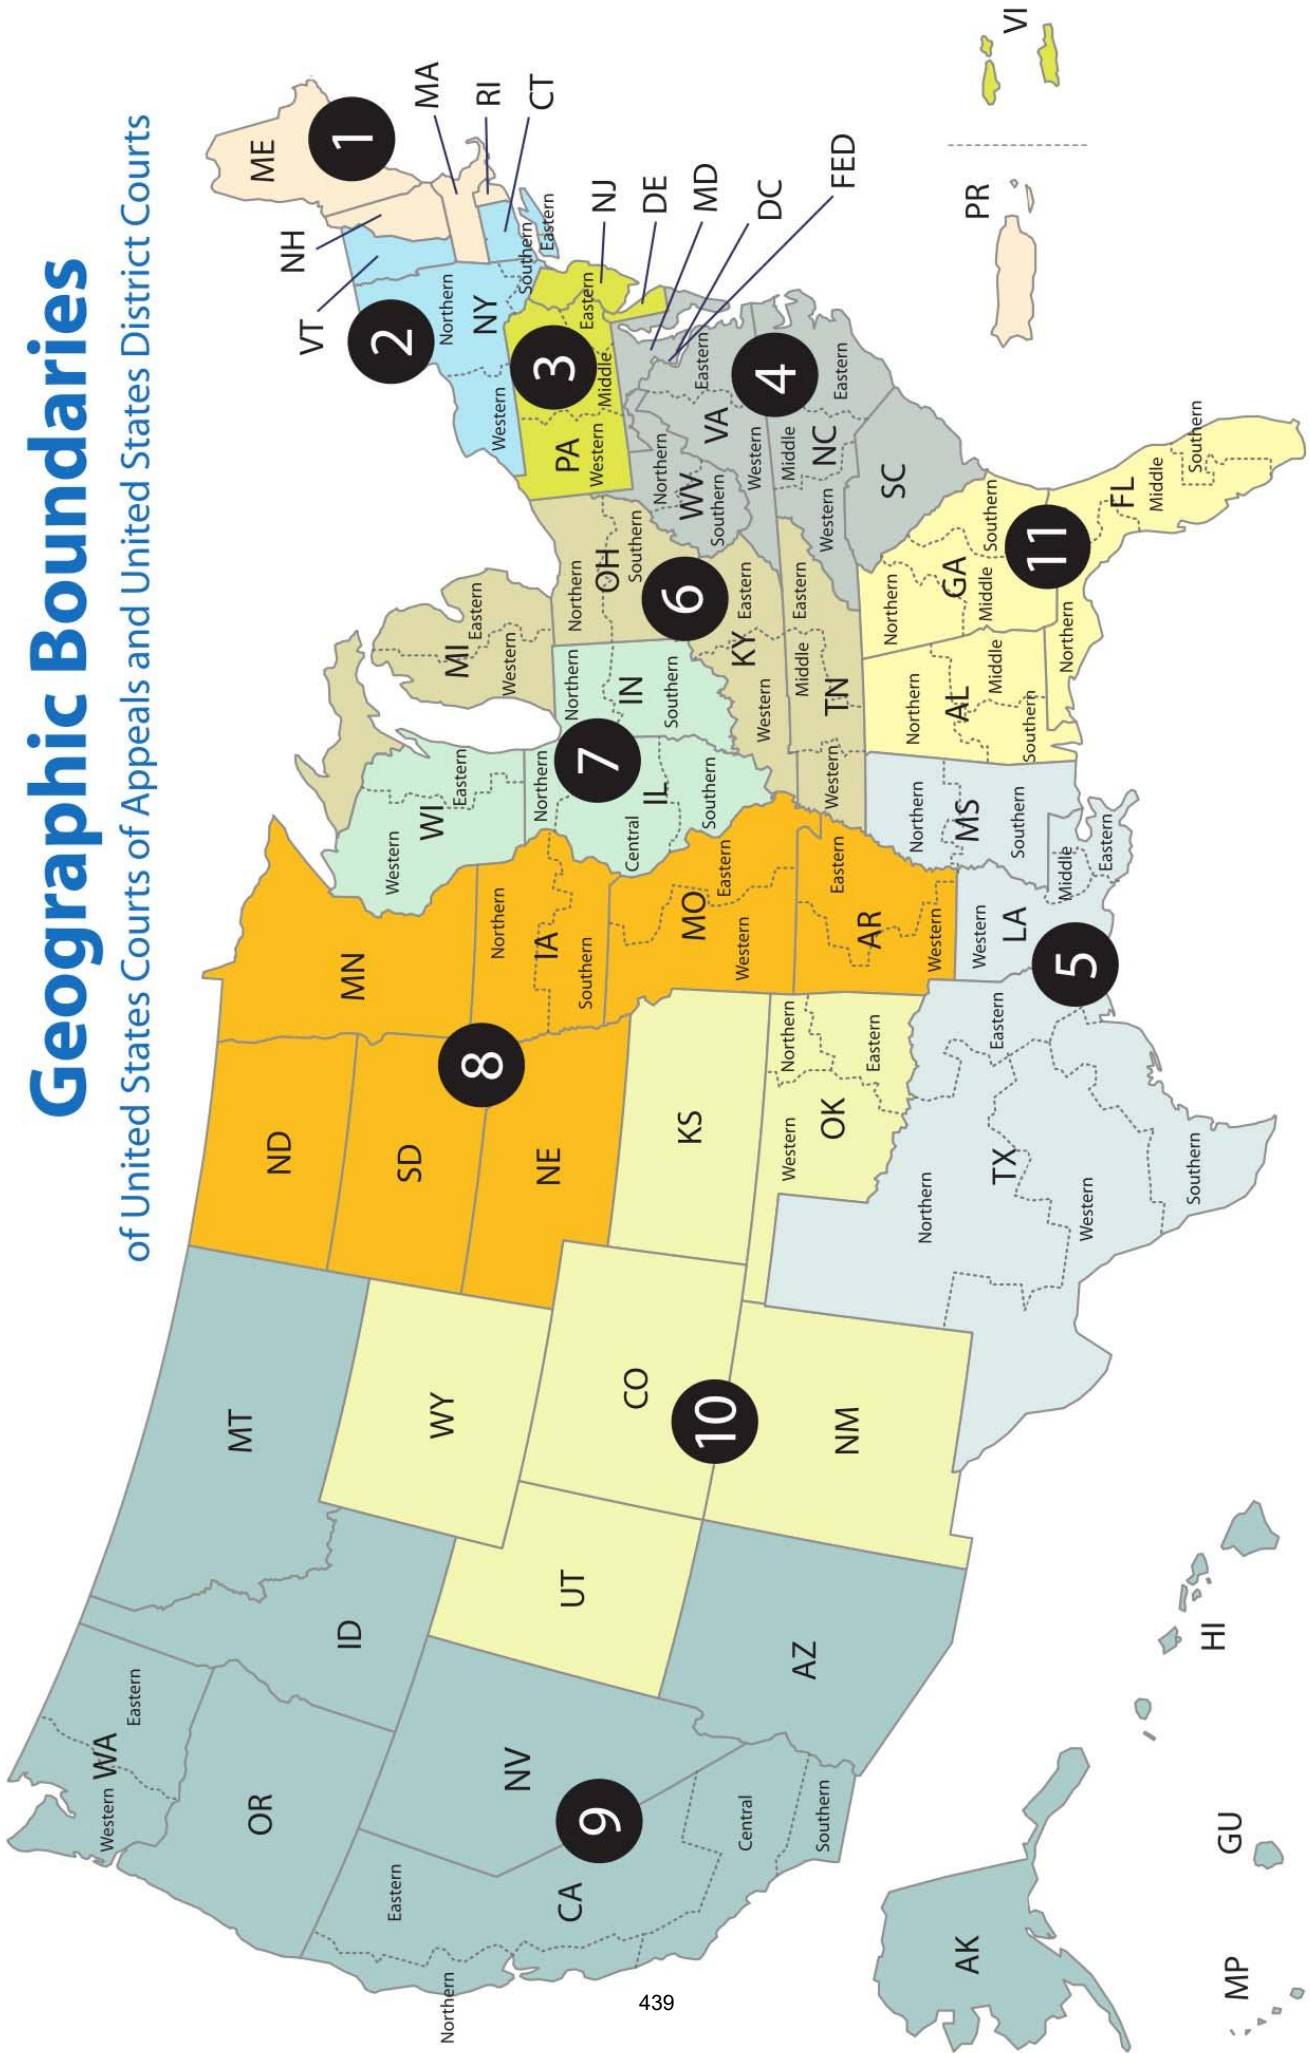 Geographic Boundaries
of United States Courts of Appeals and United States District Courts
WA
Western
Eastern
OR
ID
MT
NV
9
CA
Northern
Eastern
Central
Southern
AZ
AK
HI
GU
MP
WY
UT
CO
10
NM
KS
OK
Western
Northern
Eastern
ND
SD
NE
8
MN
IA
Northern
Southern
MO
Western
Eastern
AR
Western
Eastern
TX
Northern
Eastern
Western
Southern
5
LA
Western
Middle
Eastern
MS
Northern
Southern
WI
Western
Eastern
7
IL
Northern
Central
Southern
IN
Northern
Southern
MI
Western
Eastern
OH
Northern
Southern
6
KY
Western
Eastern
TN
Western
Middle
Eastern
AL
Northern
Middle
Southern
GA
Northern
Middle
Southern
11
FL
Northern
Middle
Southern
WV
Northern
Southern
VA
Western
Eastern
4
NC
Western
Middle
Eastern
SC
PA
Western
Middle
Eastern
3
2
NY
Western
Northern
Southern
Eastern
VT
NH
ME
1
MA
RI
CT
NJ
DE
MD
DC
FED
PR
VI
439